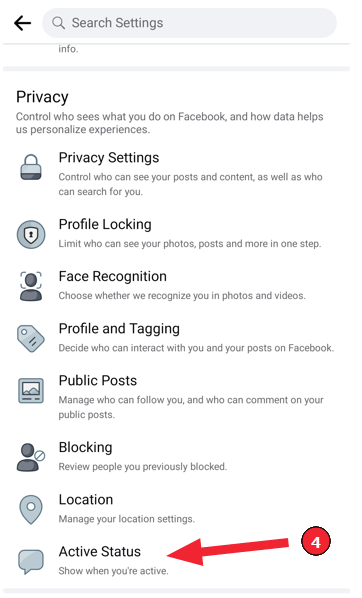 Search Settings
info.
Privacy
Control who sees what you do on Facebook, and how data helps
us personalize experiences.
Privacy Settings
Control who can see your posts and content, as well as who
can search for you.
Profile Locking
Limit who can see your photos, posts and more in one step.
Face Recognition
Choose whether we recognize you in photos and videos.
Profile and Tagging
Decide who can interact with you and your posts on Facebook.
Public Posts
Manage who can follow you, and who can comment on your
public posts.
Blocking
Review people you previously blocked.
Location
Manage your location settings.
Active Status
Show when you're active.
4